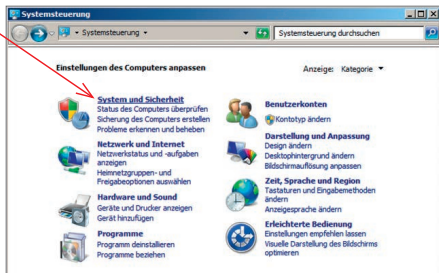 Systemsteuerung
Systemsteuerung
Systemsteuerung durchsuchen
Einstellungen des Computers anpassen
Anzeige: Kategorie
System und Sicherheit
Status des Computers überprüfen
Sicherung des Computers erstellen
Probleme erkennen und beheben
Netzwerk und Internet
Netzwerkstatus und -aufgaben
anzeigen
Heimnetzgruppen- und
Freigabeoptionen auswählen
Hardware und Sound
Geräte und Drucker anzeigen
Gerät hinzufügen
Programme
Programm deinstallieren
Programme beziehen
Benutzerkonten
Kontotyp ändern
Darstellung und Anpassung
Design ändern
Desktophintergrund ändern
Bildschirmauflösung anpassen
Zeit, Sprache und Region
Tastaturen und Eingabemethoden
ändern
Anzeigesprache ändern
Erleichterte Bedienung
Einstellungen empfehlen lassen
Visuelle Darstellung des Bildschirms
optimieren